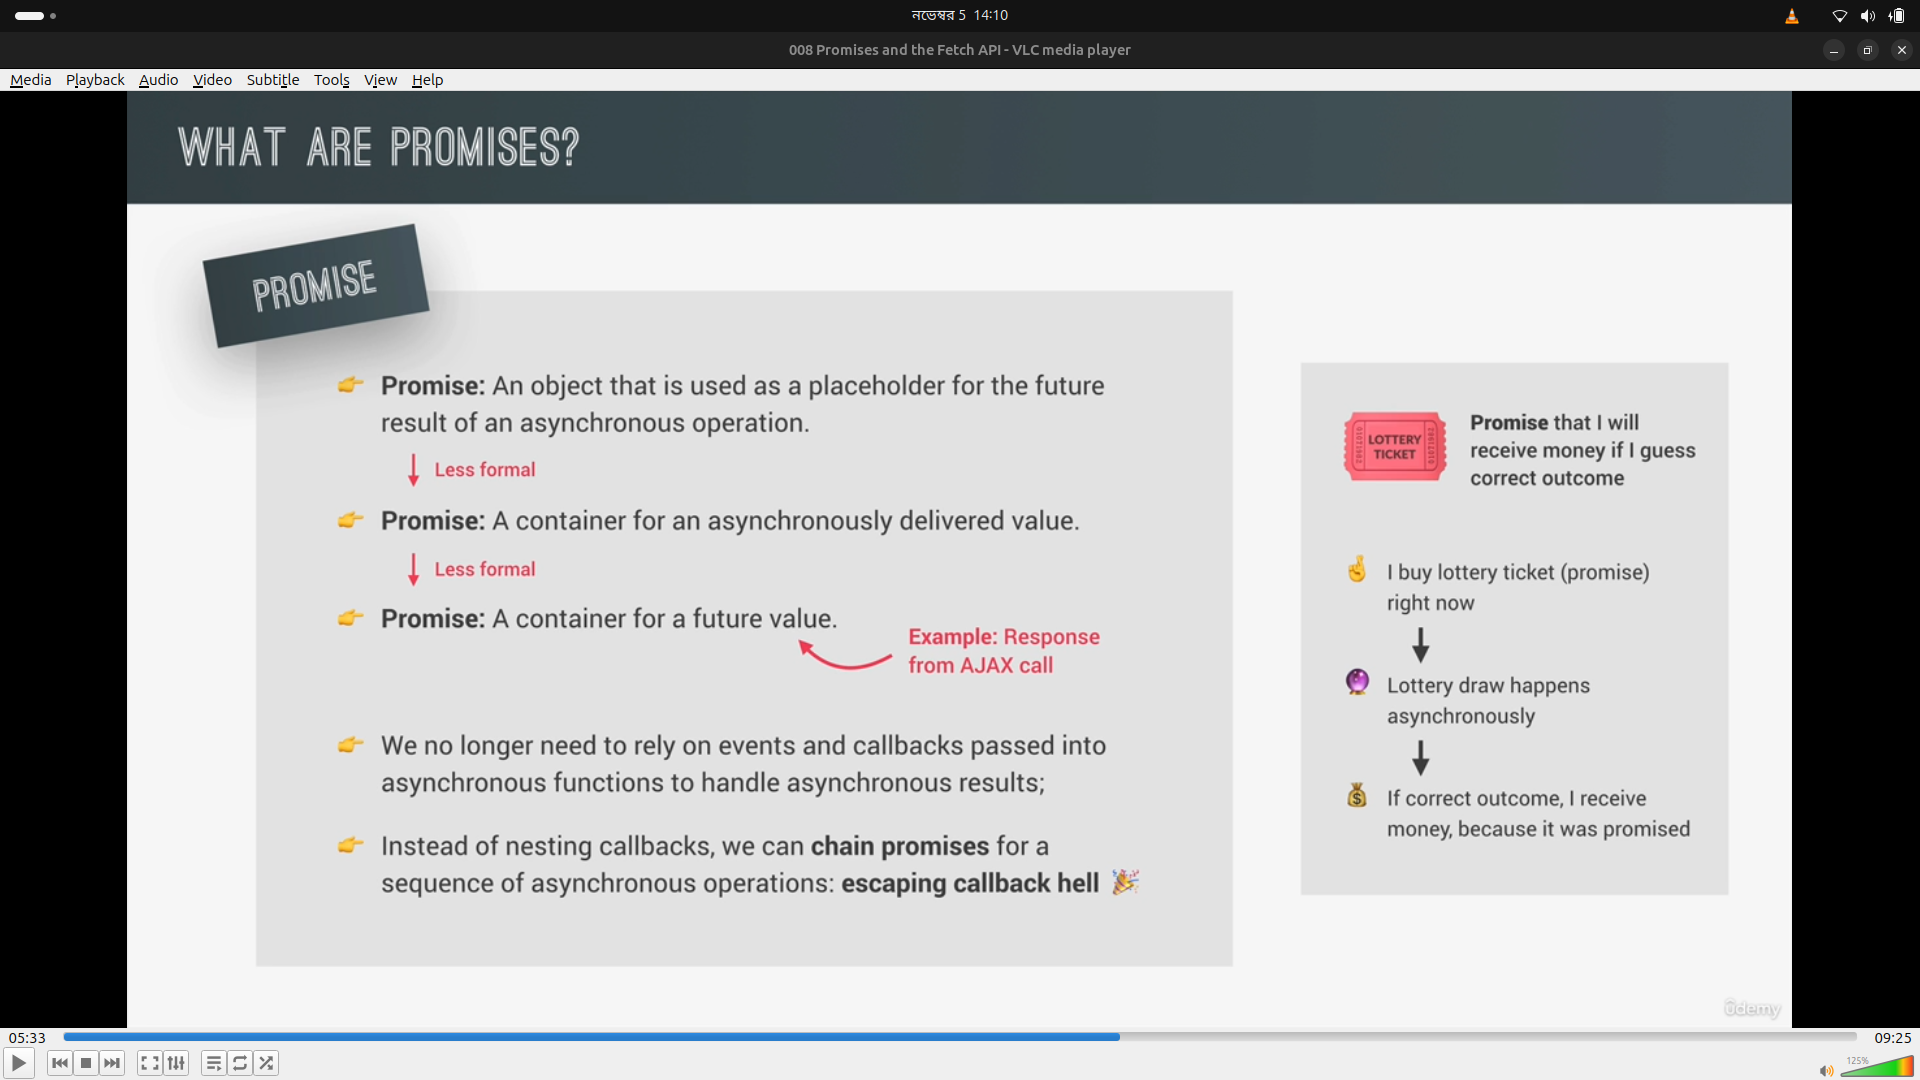 নভেম্বর 5 14:10
008 Promises and the Fetch API - VLC media player
Media Playback Audio Video Subtitle Tools View Help
WHAT ARE PROMISES?
PROMISE
Promise: An object that is used as a placeholder for the future
result of an asynchronous operation.
Less formal
Promise: A container for an asynchronously delivered value.
Less formal
Promise: A container for a future value.
Example: Response
from AJAX call
We no longer need to rely on events and callbacks passed into
asynchronous functions to handle asynchronous results;
Instead of nesting callbacks, we can chain promises for a
sequence of asynchronous operations: escaping callback hell
LOTTERY
TICKET
Promise that I will
receive money if I guess
correct outcome
I buy lottery ticket (promise)
right now
Lottery draw happens
asynchronously
If correct outcome, I receive
money, because it was promised
ûdemy
05:33
09:25
125%